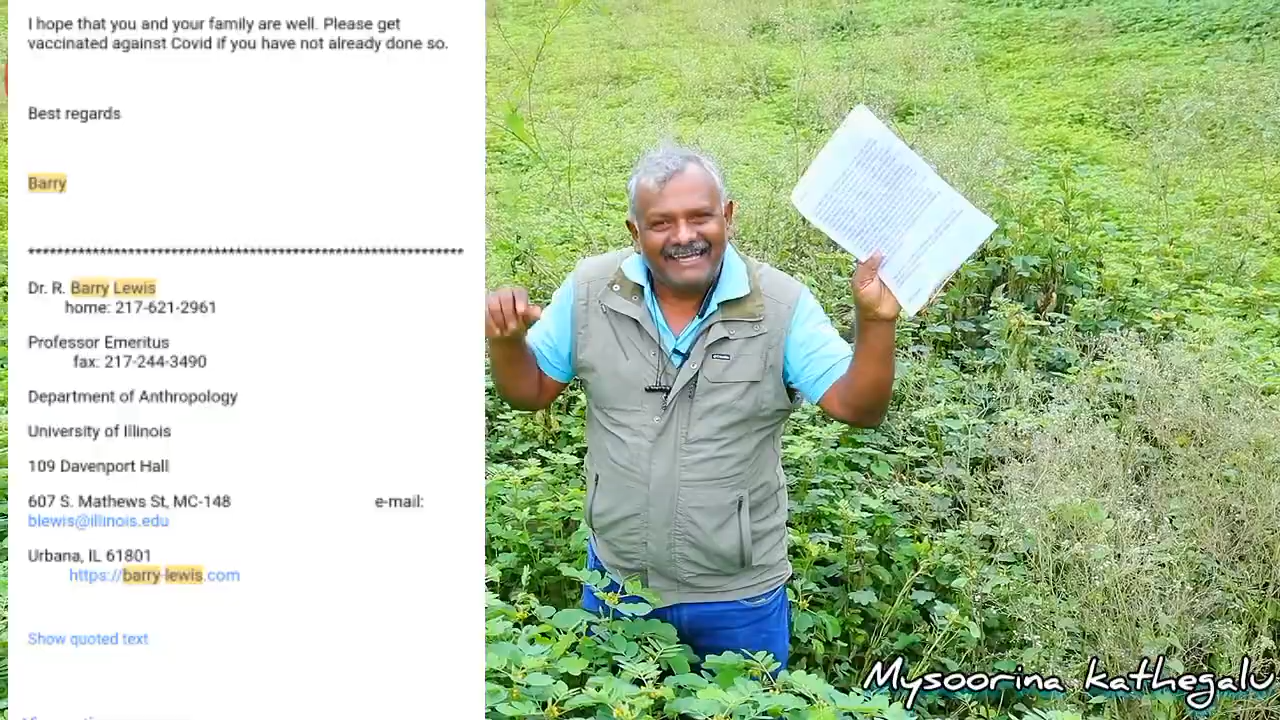 I hope that you and your family are well. Please get
vaccinated against Covid if you have not already done so.
Best regards
Barry
************************************************************
Dr. R. Barry Lewis
home: 217-621-2961
Professor Emeritus
fax: 217-244-3490
Department of Anthropology
University of Illinois
109 Davenport Hall
607 S. Mathews St, MC-148 e-mail:
blewis@illinois.edu
Urbana, IL 61801
https://barry-lewis.com
Show quoted text
Mysoorina kathegalu